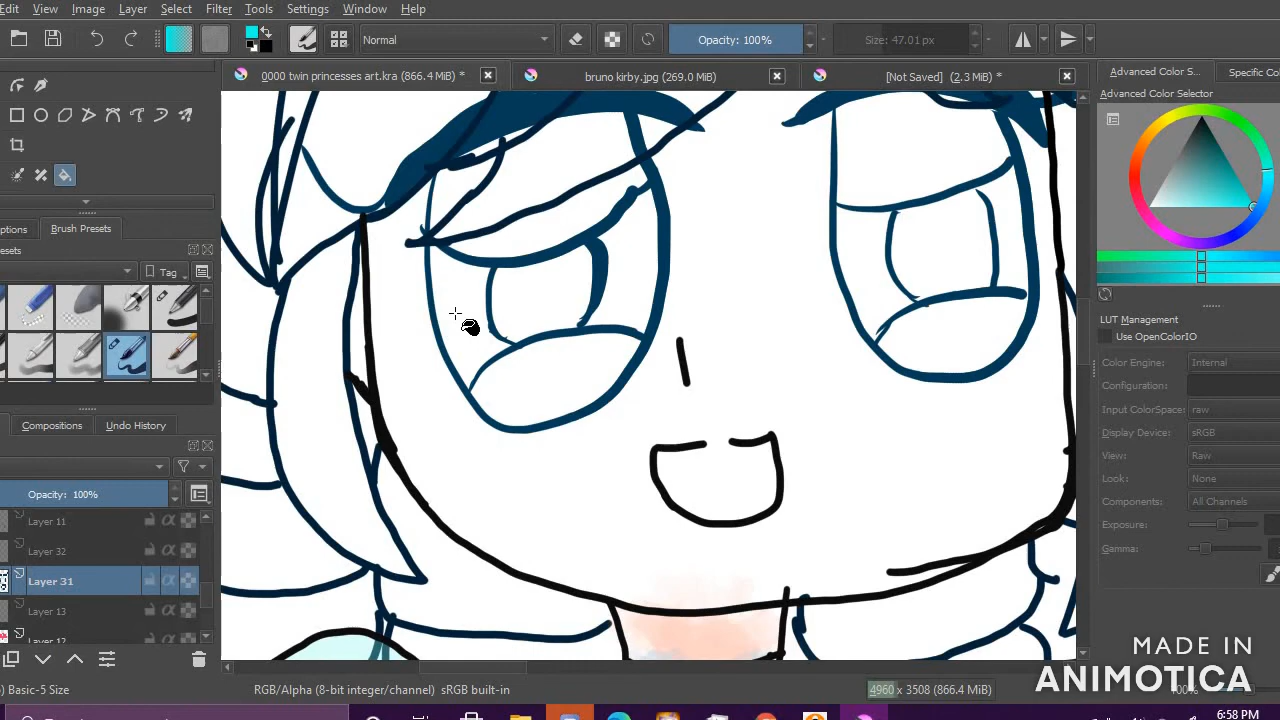 Edit View Image Layer Select Filter Tools Settings Window Help
Normal Opacity: 100% Size: 47.01 px
0000 twin princesses art.kra (866.4 MiB) * bruno kirby.jpg (269.0 MiB) [Not Saved] (2.3 MiB) *
Advanced Color S... Specific Co
Advanced Color Selector
ptions Brush Presets
esets
Tag
LUT Management
Use OpenColorIO
Color Engine: Internal
Configuration:
Input ColorSpace: raw
Display Device: sRGB
View: Raw
Look: None
Components: All Channels
Exposure:
Gamma:
Compositions Undo History
Opacity: 100%
Layer 11
Layer 32
Layer 31
Layer 13
Layer 12
) Basic-5 Size RGB/Alpha (8-bit integer/channel) sRGB built-in 4960 x 3508 (866.4 MiB) 100%
MADE IN
ANIMOTICA
6:58 PM